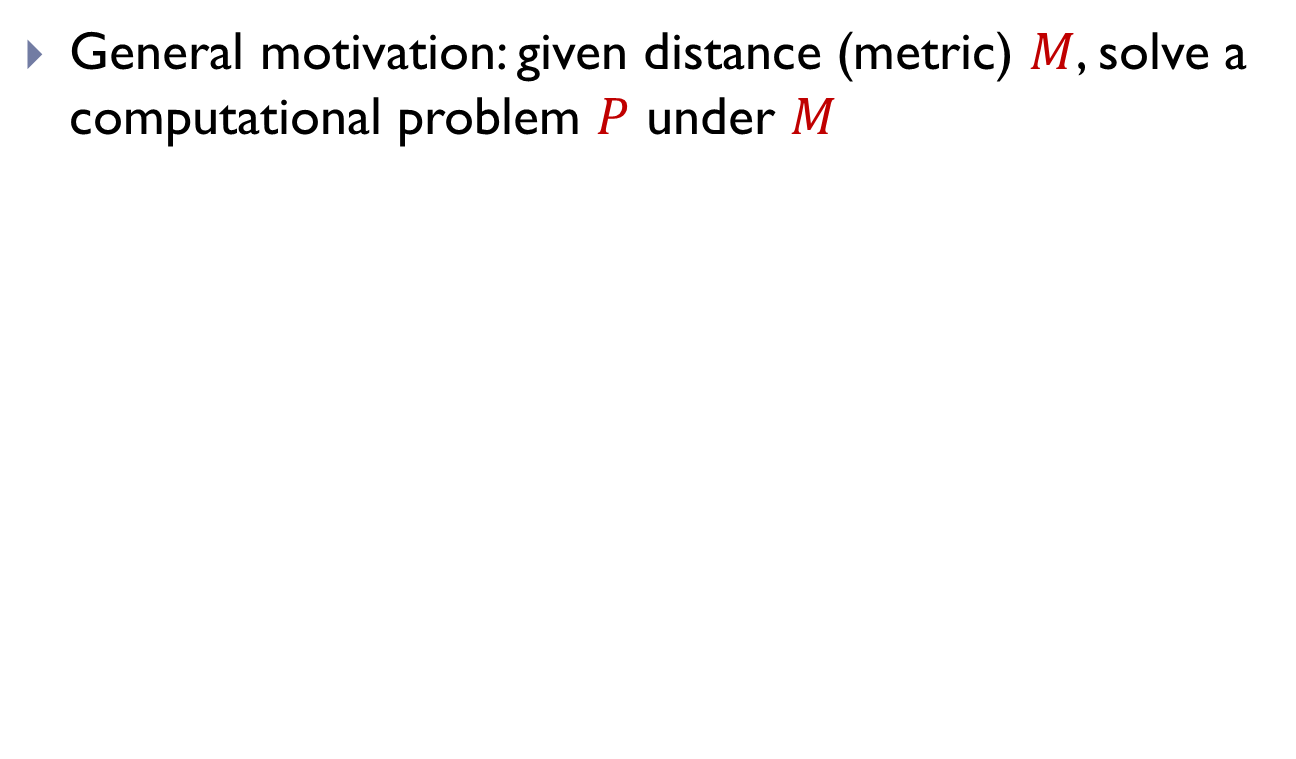 General motivation: given distance (metric) M, solve a
computational problem P under M